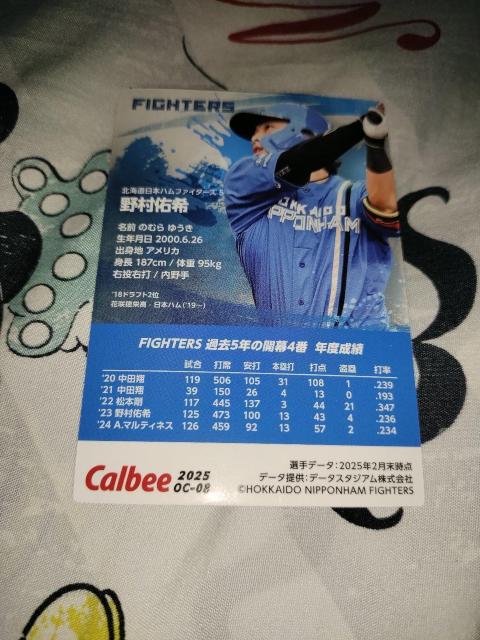 FIGHTERS
北海道日本ハムファイターズ 5
野村佑希
名前 のむら ゆうき
生年月日 2000.6.26
出身地 アメリカ
身長 187cm / 体重 95kg
右投右打 / 内野手
'18ドラフト2位
花咲徳栄高 - 日本ハム('19〜)
HOKKAIDO
NIPPONHAM
FIGHTERS 過去5年の開幕4番 年度成績
試合 打席 安打 本塁打 打点 盗塁 打率
'20 中田翔 119 506 105 31 108 1 .239
'21 中田翔 39 150 26 4 13 0 .193
'22 松本剛 117 445 137 3 44 21 .347
'23 野村佑希 125 473 100 13 43 4 .236
'24 A.マルティネス 126 459 92 13 57 2 .234
Calbee 2025
OC-08
選手データ：2025年2月末時点
データ提供：データスタジアム株式会社
©HOKKAIDO NIPPONHAM FIGHTERS